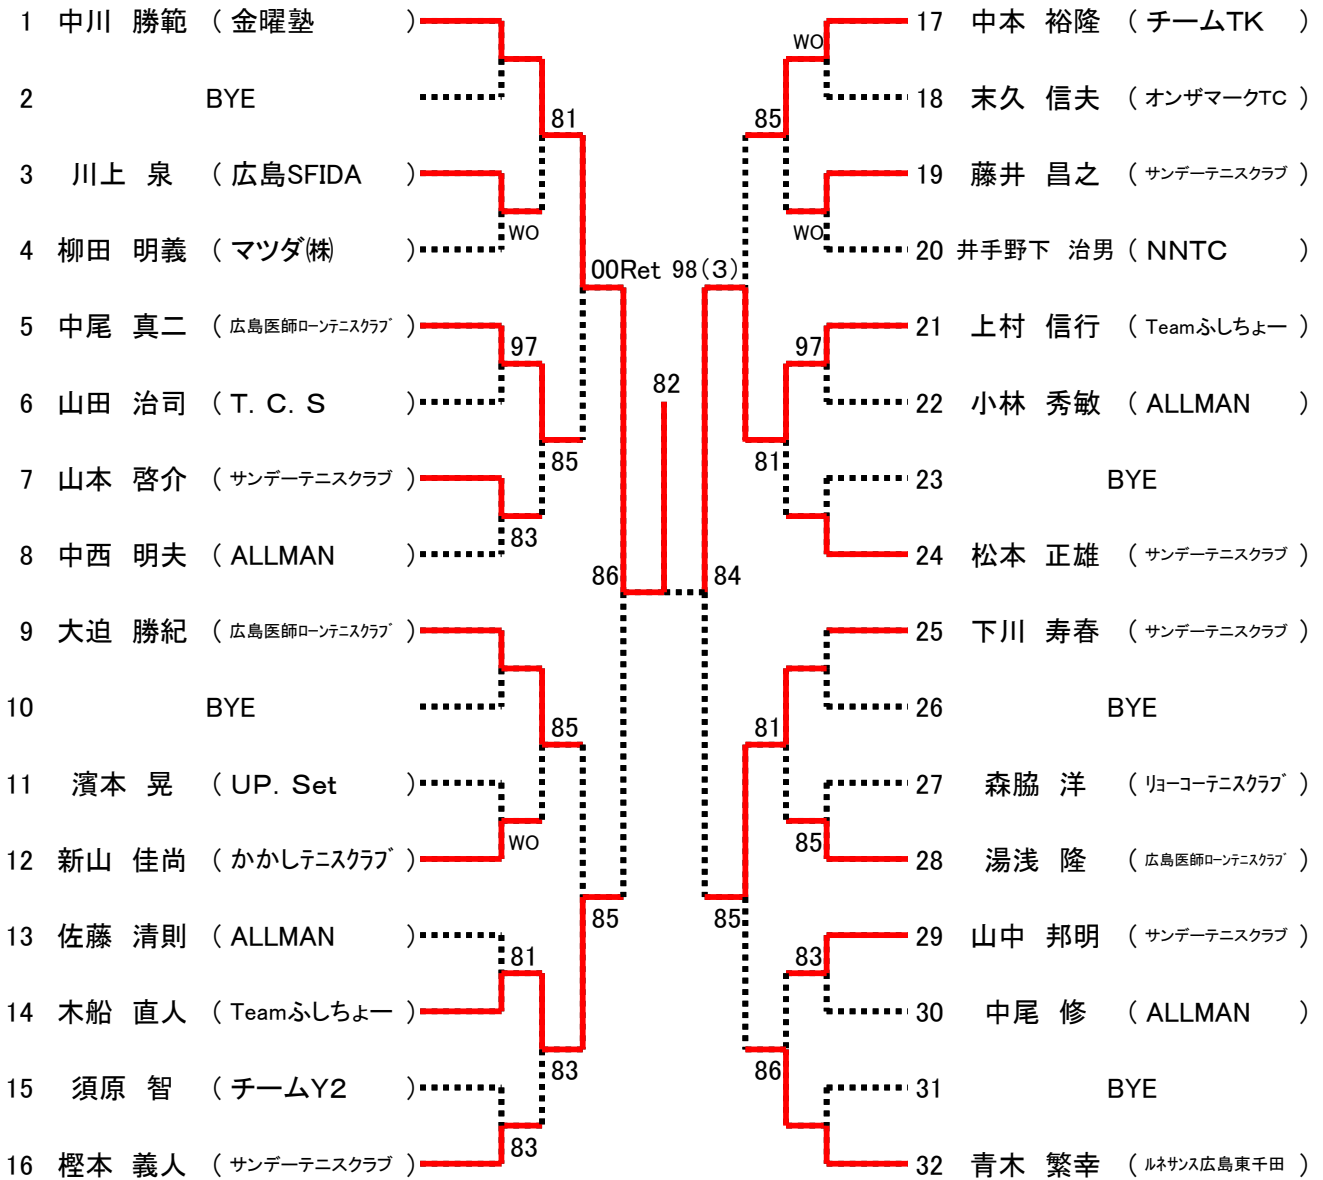 1 中川 勝範 ( 金曜塾 )
2 BYE
3 川上 泉 ( 広島SFIDA )
4 柳田 明義 ( マツダ㈱ )
5 中尾 真二 ( 広島医師ローンテニスクラブ )
6 山田 治司 ( T. C. S )
7 山本 啓介 ( サンデーテニスクラブ )
8 中西 明夫 ( ALLMAN )
9 大迫 勝紀 ( 広島医師ローンテニスクラブ )
10 BYE
11 濱本 晃 ( UP. Set )
12 新山 佳尚 ( かかしテニスクラブ )
13 佐藤 清則 ( ALLMAN )
14 木船 直人 ( Teamふしちょー )
15 須原 智 ( チームY2 )
16 樫本 義人 ( サンデーテニスクラブ )
81
WO
97
85
83
00Ret
86
85
WO
85
81
83
83
82
98(3)
84
WO
85
WO
97
81
81
85
85
83
86
17 中本 裕隆 ( チームTK )
18 末久 信夫 ( オンザマークTC )
19 藤井 昌之 ( サンデーテニスクラブ )
20 井手野下 治男 ( NNTC )
21 上村 信行 ( Teamふしちょー )
22 小林 秀敏 ( ALLMAN )
23 BYE
24 松本 正雄 ( サンデーテニスクラブ )
25 下川 寿春 ( サンデーテニスクラブ )
26 BYE
27 森脇 洋 ( リョーコーテニスクラブ )
28 湯浅 隆 ( 広島医師ローンテニスクラブ )
29 山中 邦明 ( サンデーテニスクラブ )
30 中尾 修 ( ALLMAN )
31 BYE
32 青木 繁幸 ( ルネサンス広島東千田 )